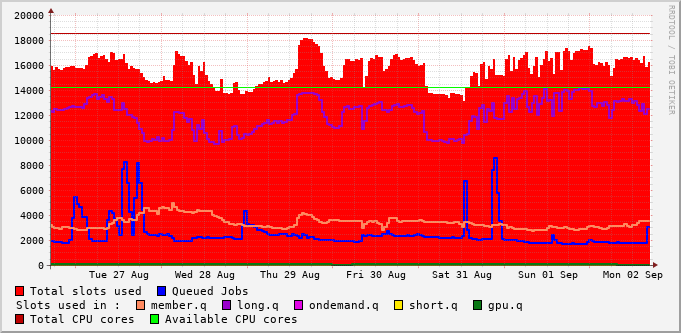 RRDTOOL / TOBI OETIKER
20000
18000
16000
14000
12000
10000
8000
6000
4000
2000
0
Tue 27 Aug Wed 28 Aug Thu 29 Aug Fri 30 Aug Sat 31 Aug Sun 01 Sep Mon 02 Sep
Total slots used Queued Jobs
Slots used in : member.q long.q ondemand.q short.q gpu.q
Total CPU cores Available CPU cores